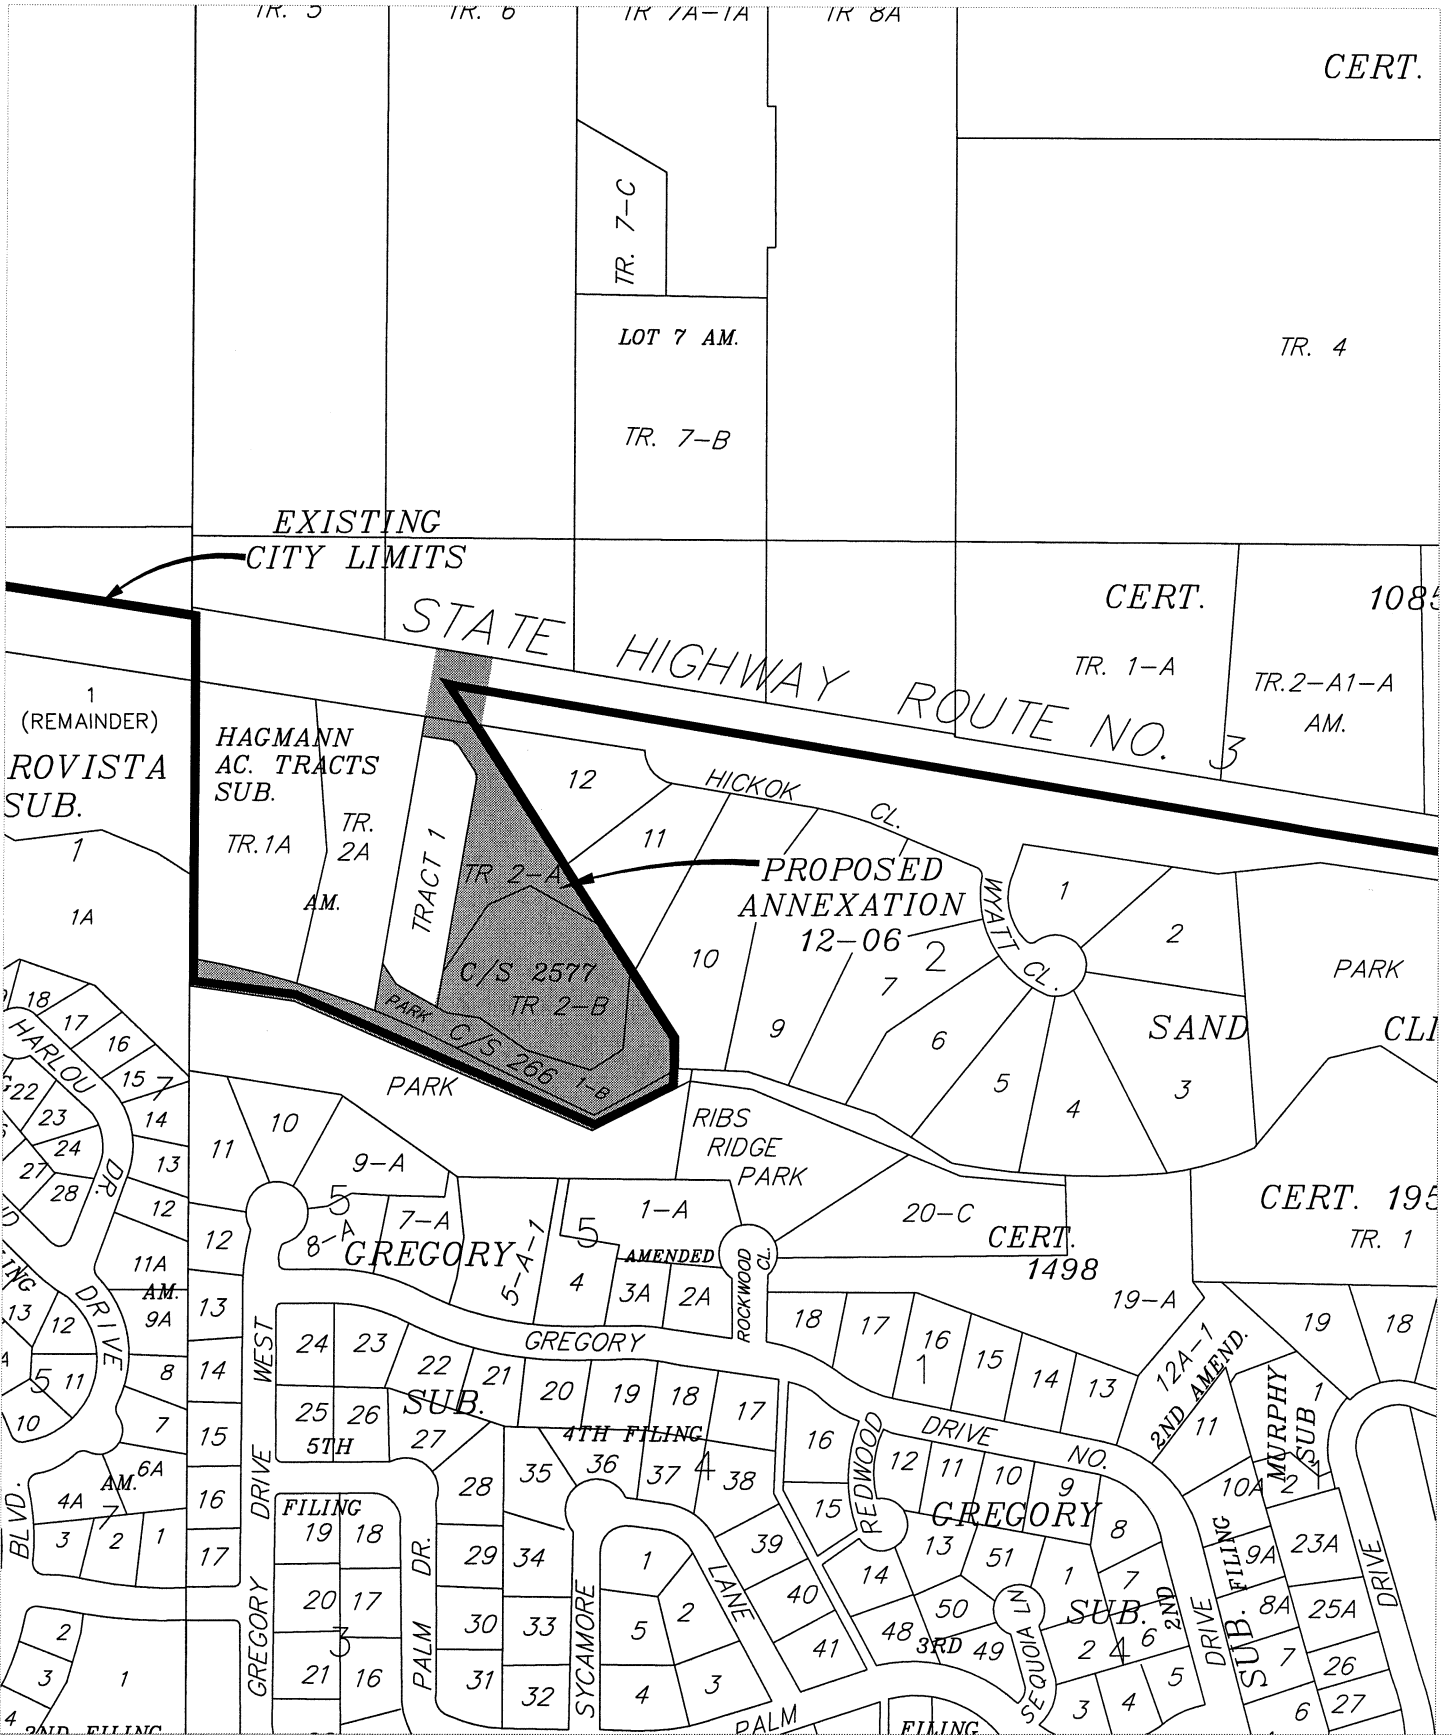 TR. 5
TR. 6
TR 7A-1A
TR 8A
CERT.
TR. 7-C
LOT 7 AM.
TR. 4
TR. 7-B
EXISTING
CITY LIMITS
STATE HIGHWAY ROUTE NO. 3
CERT.
TR. 1-A
TR.2-A1-A
AM.
1
(REMAINDER)
ROVISTA
SUB.
1
1A
HAGMANN
AC. TRACTS
SUB.
TR.1A
TR.
2A
AM.
TRACT 1
TR 2-A
C/S 2577
TR 2-B
PARK
C/S 266
1-B
12
11
HICKOK CL.
PROPOSED
ANNEXATION
12-06
2
10
9
7
6
5
4
3
WYATT CL.
1
2
PARK
SAND
CLI
PARK
RIBS
RIDGE
PARK
CERT. 195
TR. 1
20-C
CERT.
1498
19-A
18
17
16
15
7
14
13
12
11A
AM.
9A
8
7
6A
AM.
4A
7
3
2
1
HARLOU DR.
22
23
24
27
28
DRIVE
13
12
5
11
10
BLVD.
2
3
4
1
2ND FILING
11
10
9-A
5
8-A
7-A
GREGORY
5-A-1
5
1-A
AMENDED
4
3A
2A
ROCKWOOD
CL.
12
13
14
15
16
17
GREGORY DRIVE WEST
24
23
22
21
20
19
18
17
SUB.
25
26
5TH
27
4TH FILING
FILING
19
18
20
17
3
21
16
PALM DR.
28
29
30
31
35
36
37
4
38
34
33
32
SYCAMORE
LANE
1
2
5
4
3
39
40
41
PALM
GREGORY
DRIVE NO.
18
17
16
1
15
14
13
12A-1
2ND AMEND.
11
16
15
REDWOOD
12
11
10
9
GREGORY
8
13
51
14
50
48
3RD
49
SEQUOIA LN
1
7
SUB.
2ND
2
4
6
5
3
4
FILING
DRIVE
SUB. FILING
MURPHY
SUB
1
2
10A
9A
8A
7
6
19
18
23A
25A
26
27
DRIVE